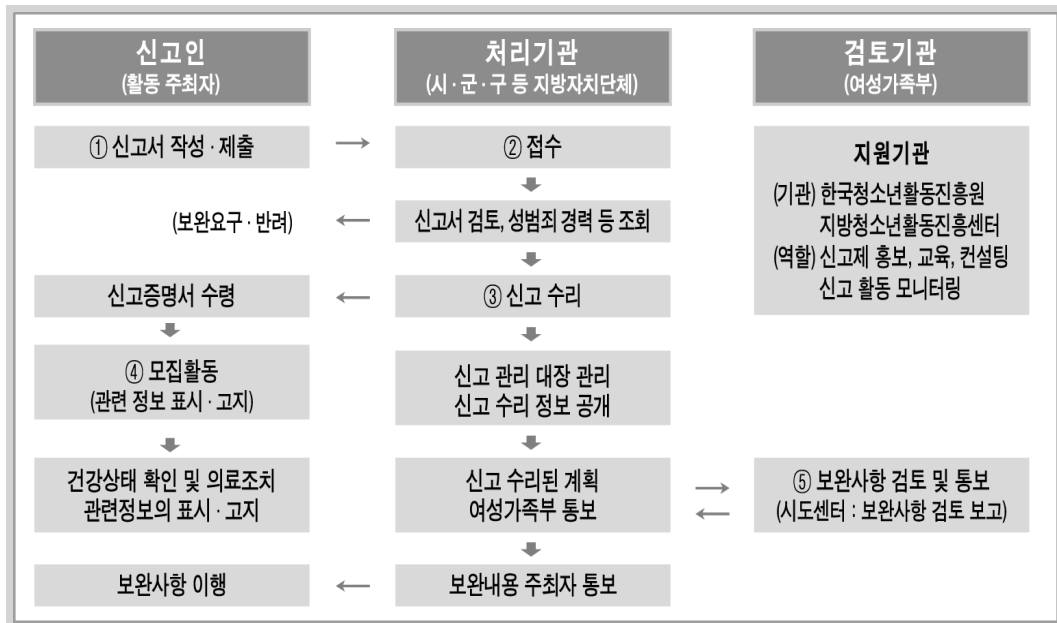 신고인
(활동 주최자)
처리기관
(시·군·구 등 지방자치단체)
검토기관
(여성가족부)
① 신고서 작성·제출
→
② 접수
지원기관
(기관) 한국청소년활동진흥원
지방청소년활동진흥센터
(역할) 신고제 홍보, 교육, 컨설팅
신고 활동 모니터링
(보완요구·반려)
←
신고서 검토, 성범죄 경력 등 조회
신고증명서 수령
←
③ 신고 수리
④ 모집활동
(관련 정보 표시·고지)
신고 관리 대장 관리
신고 수리 정보 공개
건강상태 확인 및 의료조치
관련정보의 표시·고지
신고 수리된 계획
여성가족부 통보
⑤ 보완사항 검토 및 통보
(시도센터 : 보완사항 검토 보고)
보완사항 이행
←
보완내용 주최자 통보